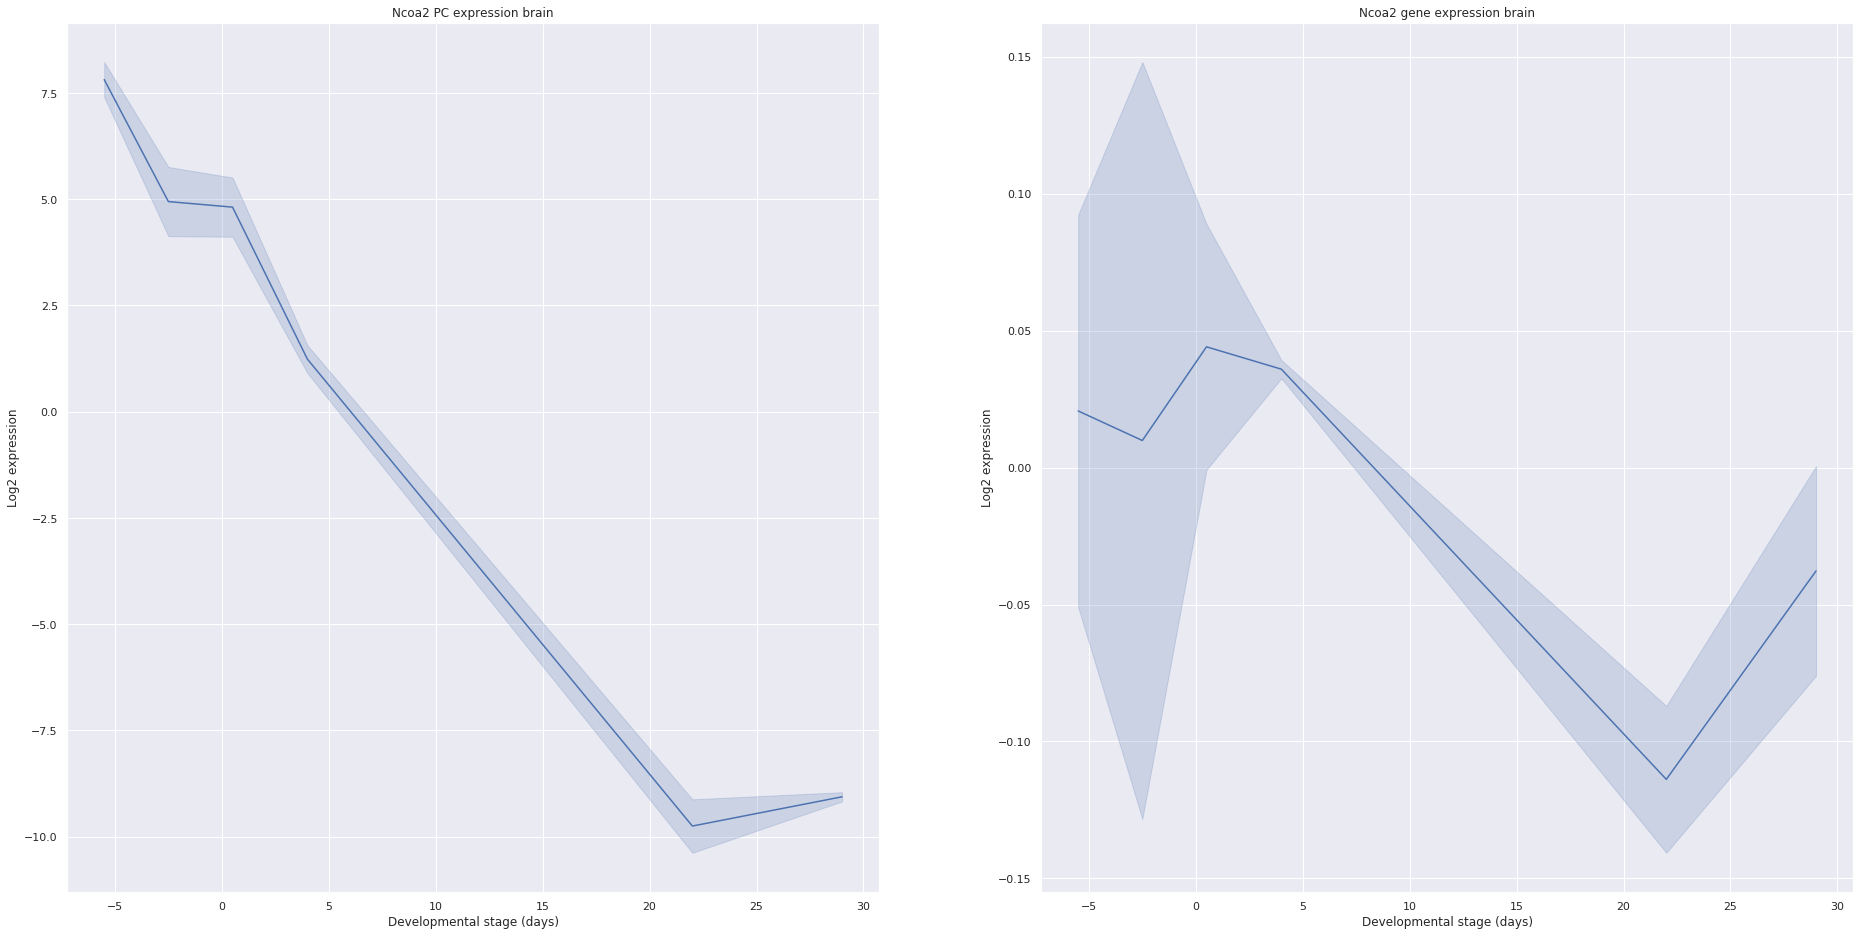 Ncoa2 PC expression brain
Log2 expression
7.5
5.0
2.5
0.0
−2.5
−5.0
−7.5
−10.0
−5 0 5 10 15 20 25 30
Developmental stage (days)
Ncoa2 gene expression brain
Log2 expression
0.15
0.10
0.05
0.00
−0.05
−0.10
−0.15
−5 0 5 10 15 20 25 30
Developmental stage (days)